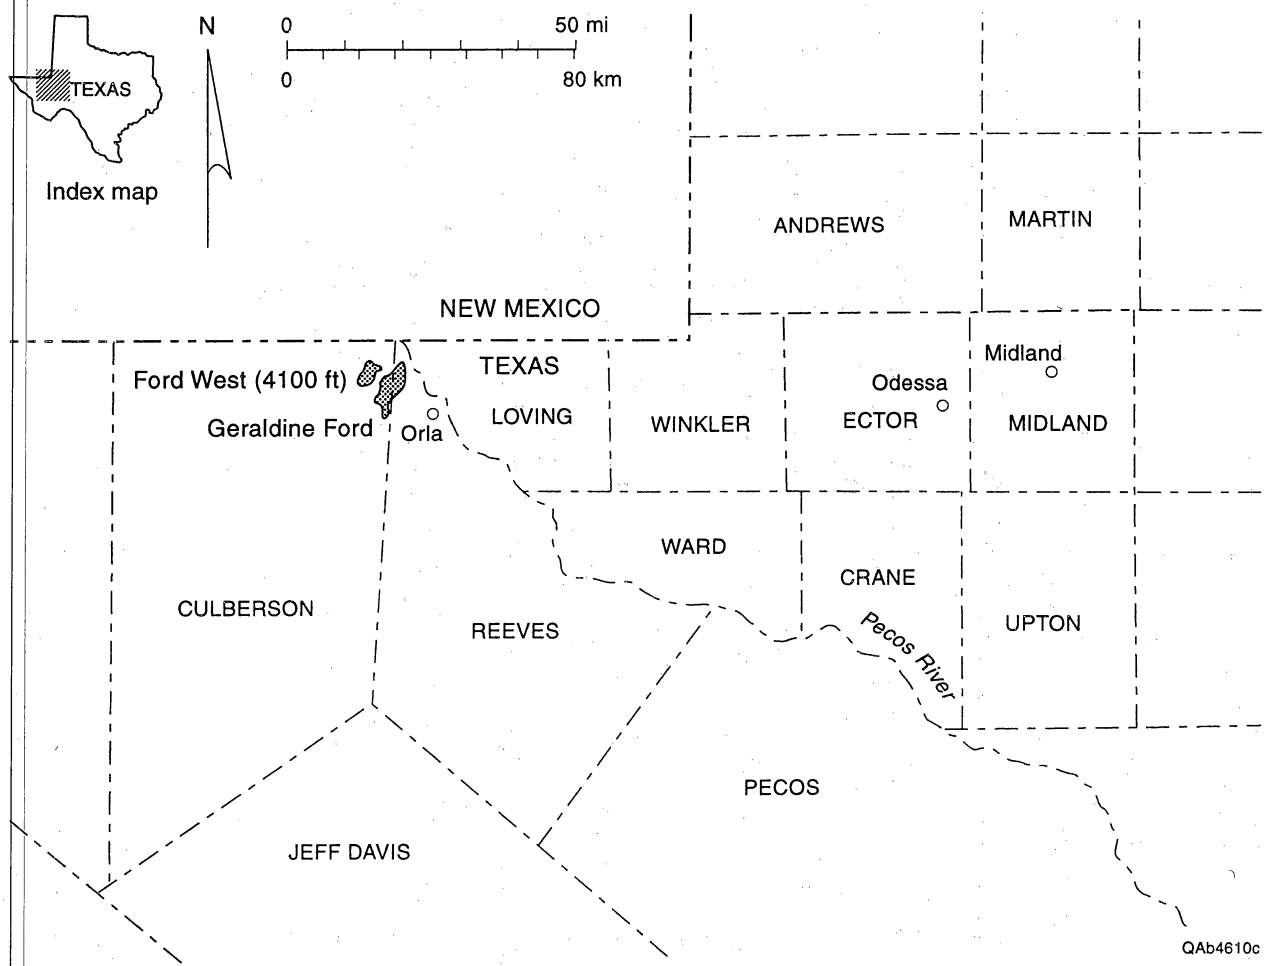 N
0 50 mi
0 80 km
TEXAS
Index map
ANDREWS
MARTIN
NEW MEXICO
TEXAS
Ford West (4100 ft)
Geraldine Ford
Orla
LOVING
WINKLER
Odessa
ECTOR
Midland
MIDLAND
WARD
CRANE
CULBERSON
REEVES
Pecos River
UPTON
PECOS
JEFF DAVIS
QAb4610c